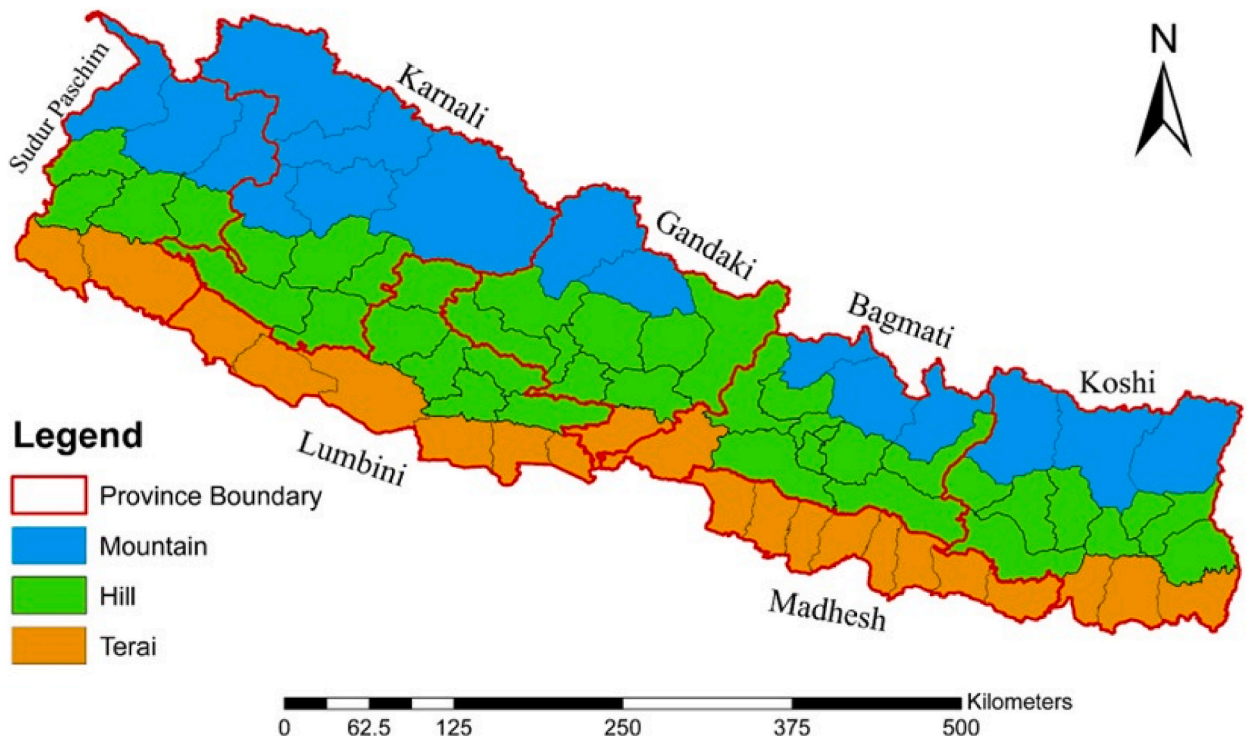 N
Sudur Paschim
Karnali
Gandaki
Bagmati
Koshi
Lumbini
Madhesh
Legend
Province Boundary
Mountain
Hill
Terai
Kilometers
0 62.5 125 250 375 500